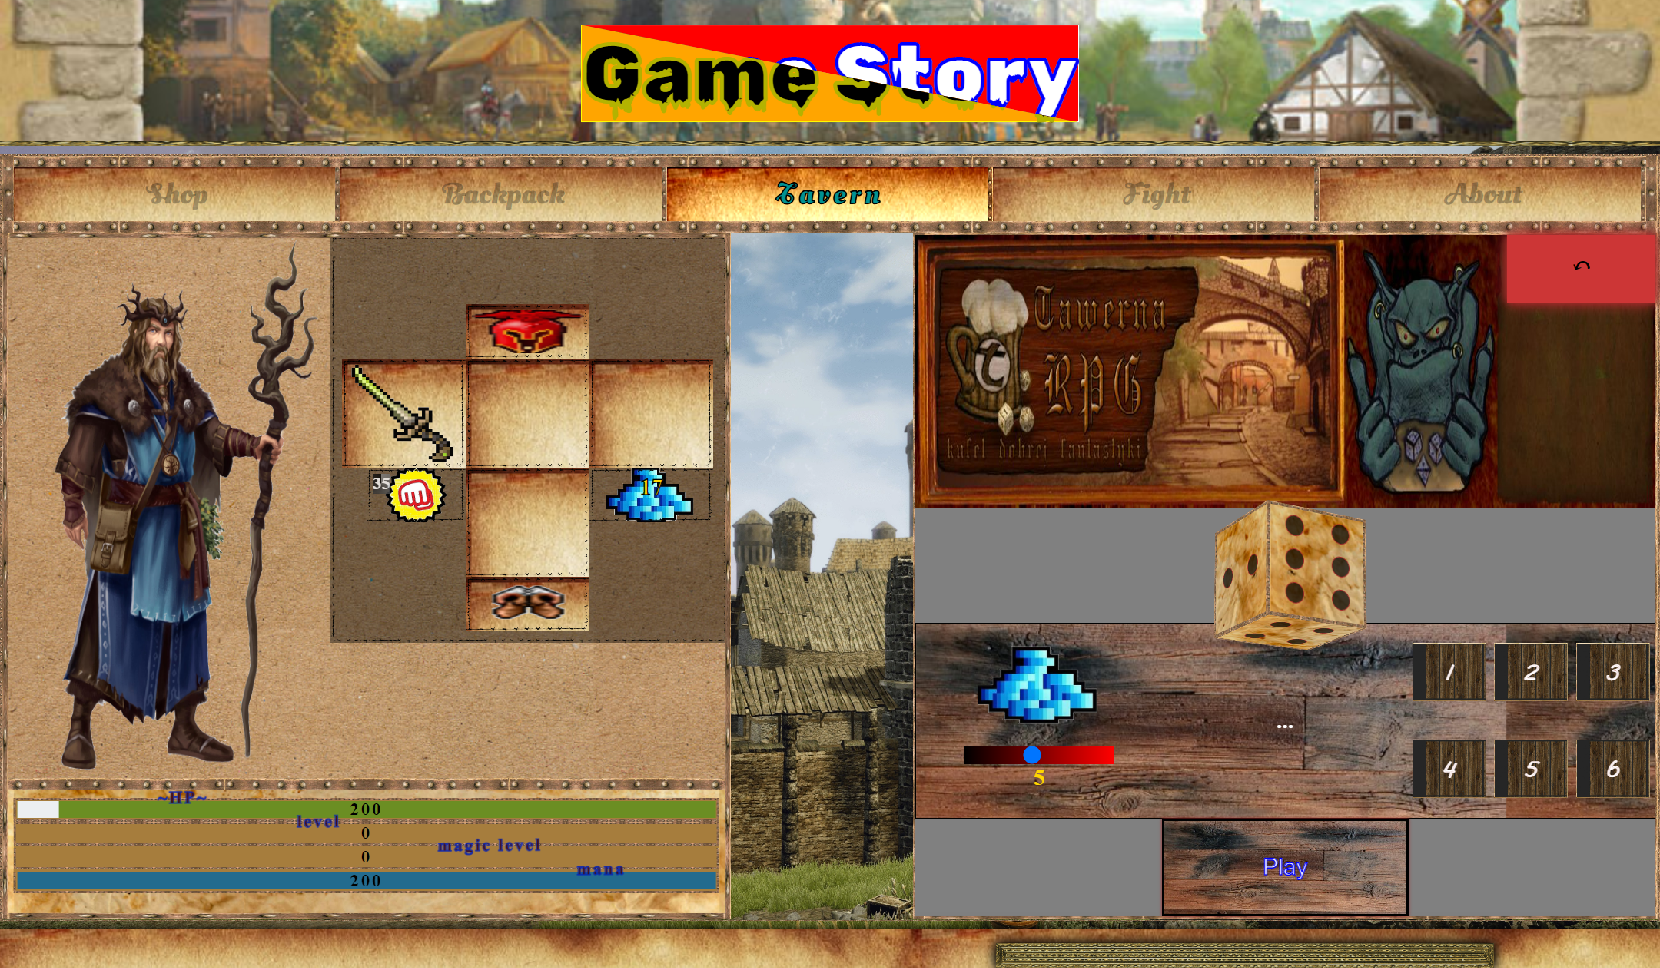 Game Story
Shop
Backpack
Tavern
Fight
About
Tawerna
RPG
kufel dobrej fantastyki
35
17
1
2
3
...
5
4
5
6
~HP~
200
level
0
magic level
0
mana
200
Play